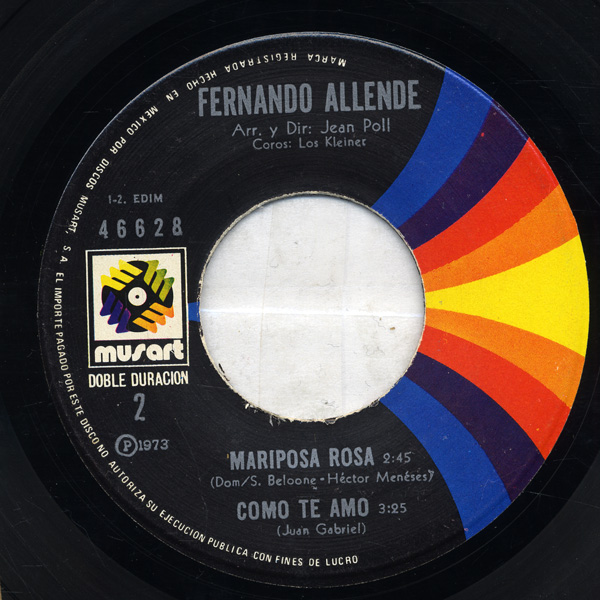 MARCA REGISTRADA HECHO EN MEXICO POR DISCOS MUSART, S. A. EL IMPORTE PAGADO POR ESTE DISCO NO AUTORIZA SU EJECUCION PUBLICA CON FINES DE LUCRO
FERNANDO ALLENDE
Arr. y Dir: Jean Poll
Coros: Los Kleiner
1-2. EDIM
46628
musart
DOBLE DURACION
2
Ⓟ1973
MARIPOSA ROSA 2:45
(Dom/S. Beloone - Héctor Menéses)
COMO TE AMO 3:25
(Juan Gabriel)